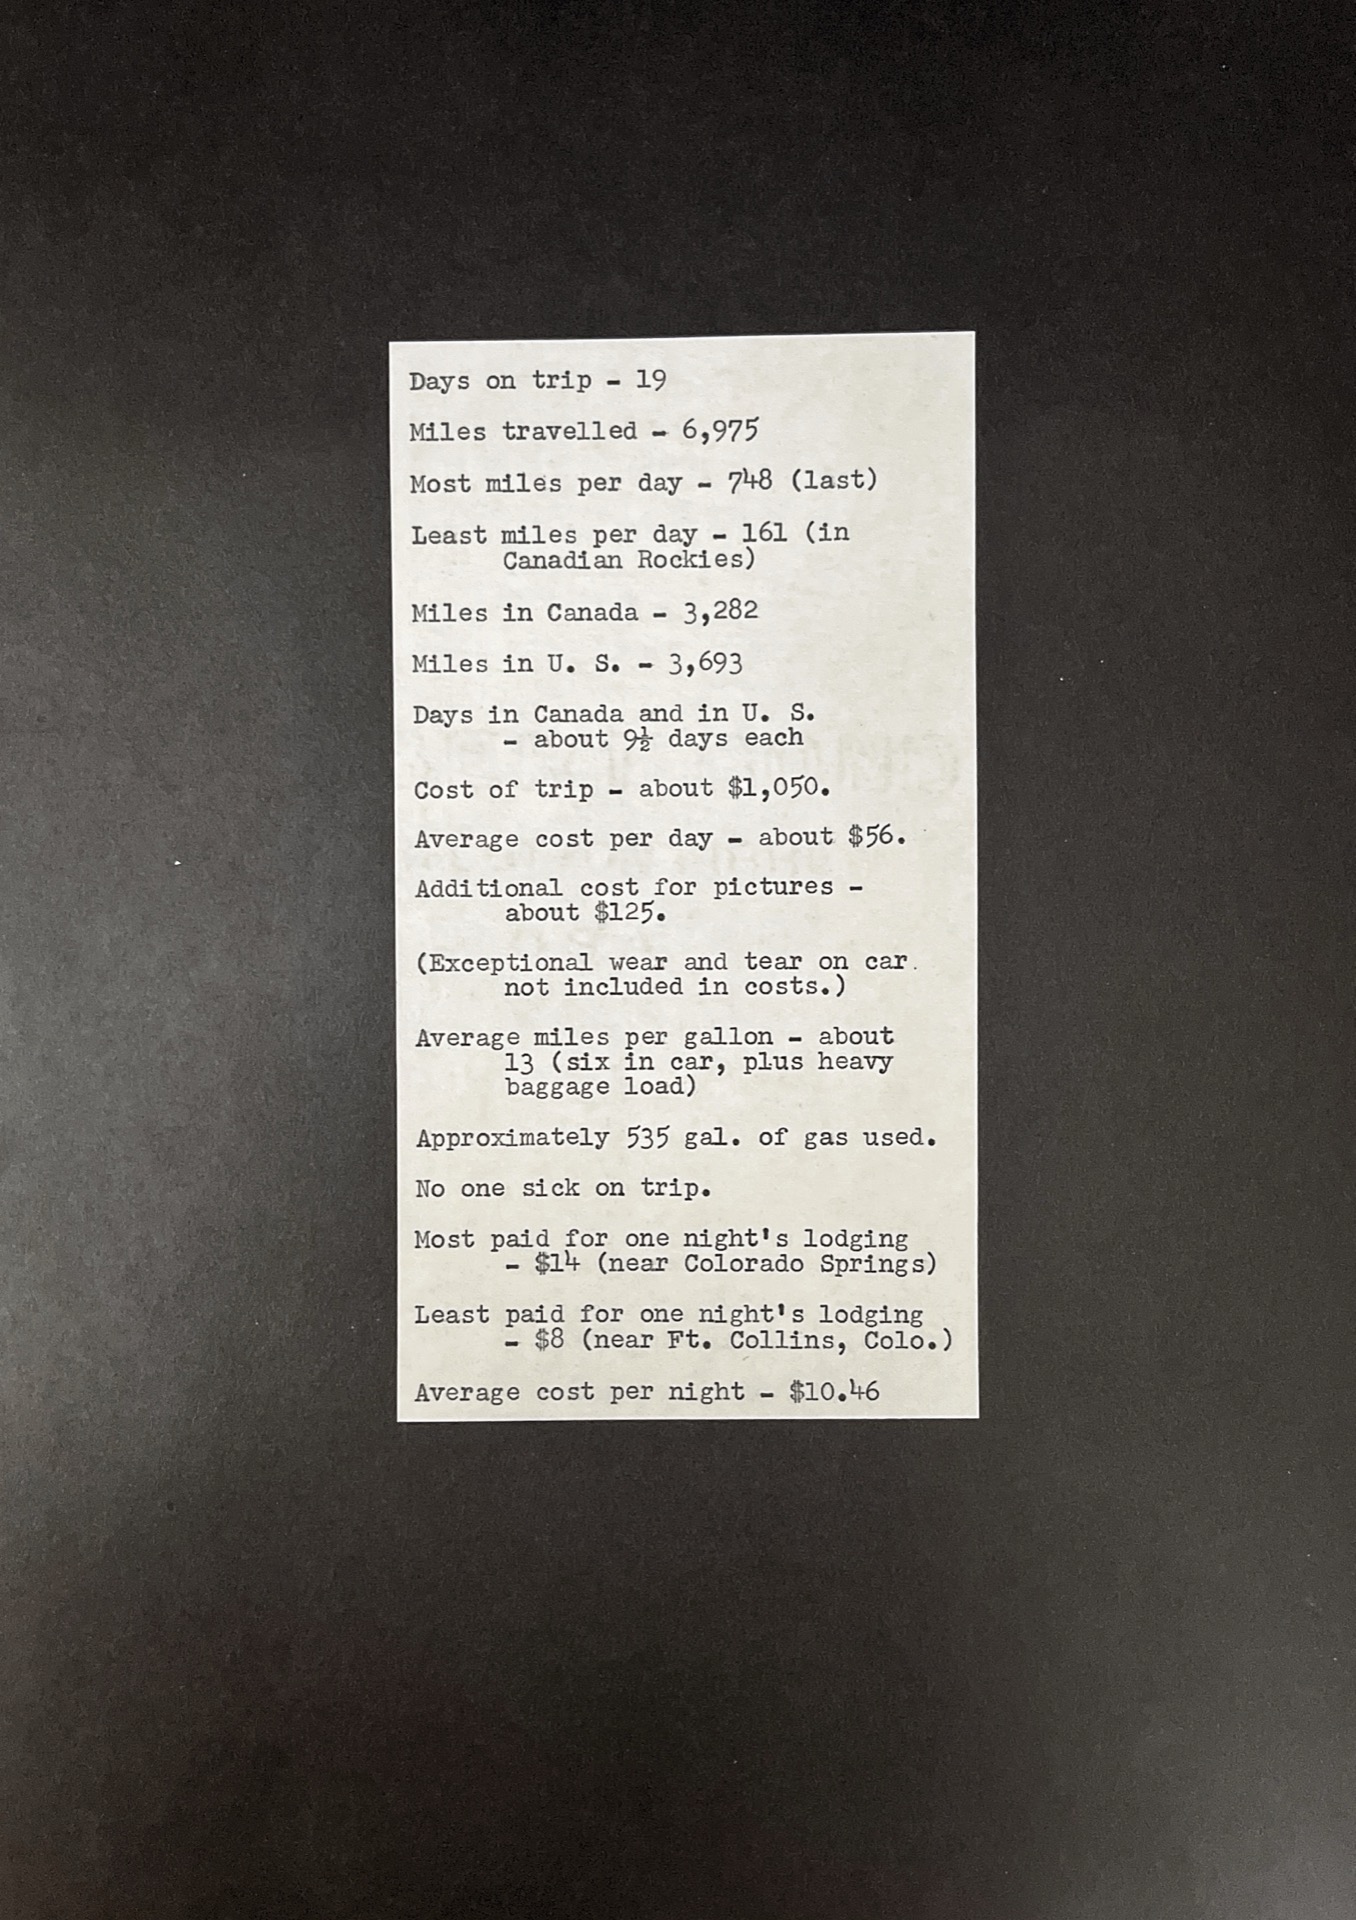 Days on trip - 19
Miles travelled - 6,975
Most miles per day - 748 (last)
Least miles per day - 161 (in
Canadian Rockies)
Miles in Canada - 3,282
Miles in U. S. - 3,693
Days in Canada and in U. S.
- about 9½ days each
Cost of trip - about $1,050.
Average cost per day - about $56.
Additional cost for pictures -
about $125.
(Exceptional wear and tear on car
not included in costs.)
Average miles per gallon - about
13 (six in car, plus heavy
baggage load)
Approximately 535 gal. of gas used.
No one sick on trip.
Most paid for one night's lodging
- $14 (near Colorado Springs)
Least paid for one night's lodging
- $8 (near Ft. Collins, Colo.)
Average cost per night - $10.46